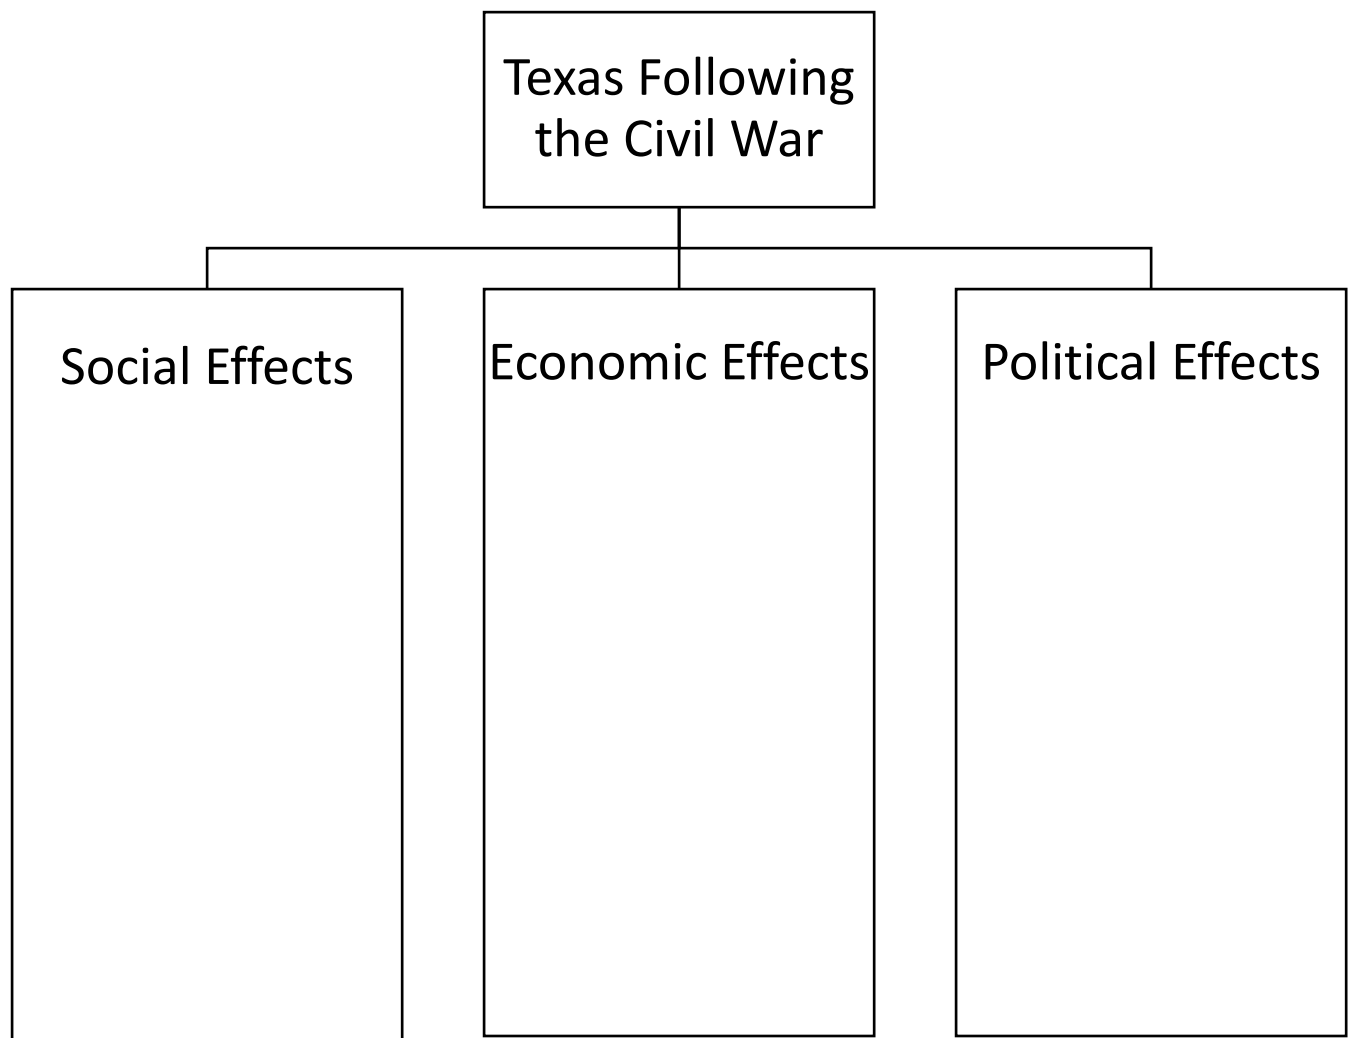 Texas Following
the Civil War
Social Effects
Economic Effects
Political Effects